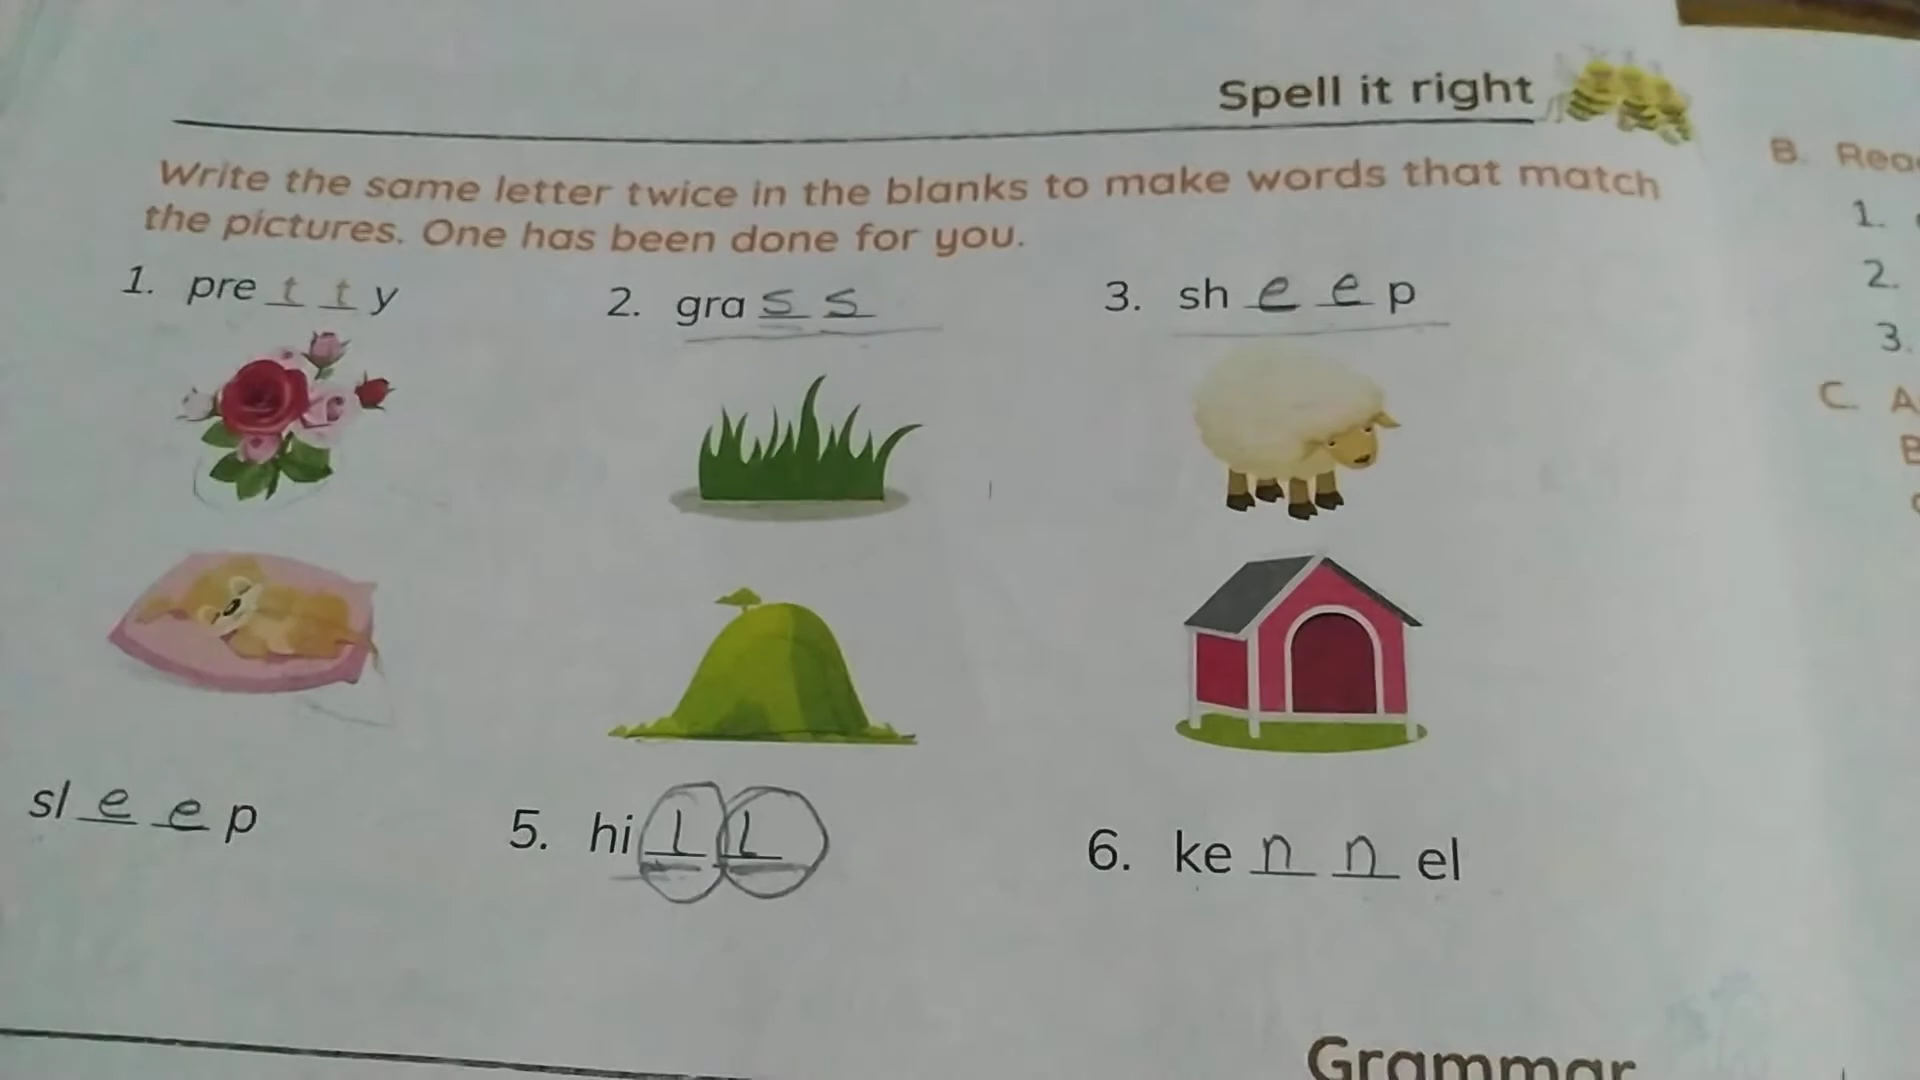 Spell it right
Write the same letter twice in the blanks to make words that match
the pictures. One has been done for you.
1. pre t t y
2. gra s s
3. sh e e p
sl e e p
5. hi l l
6. ke n n el
Grammar
B. Rea
1.
2.
3.
C. A